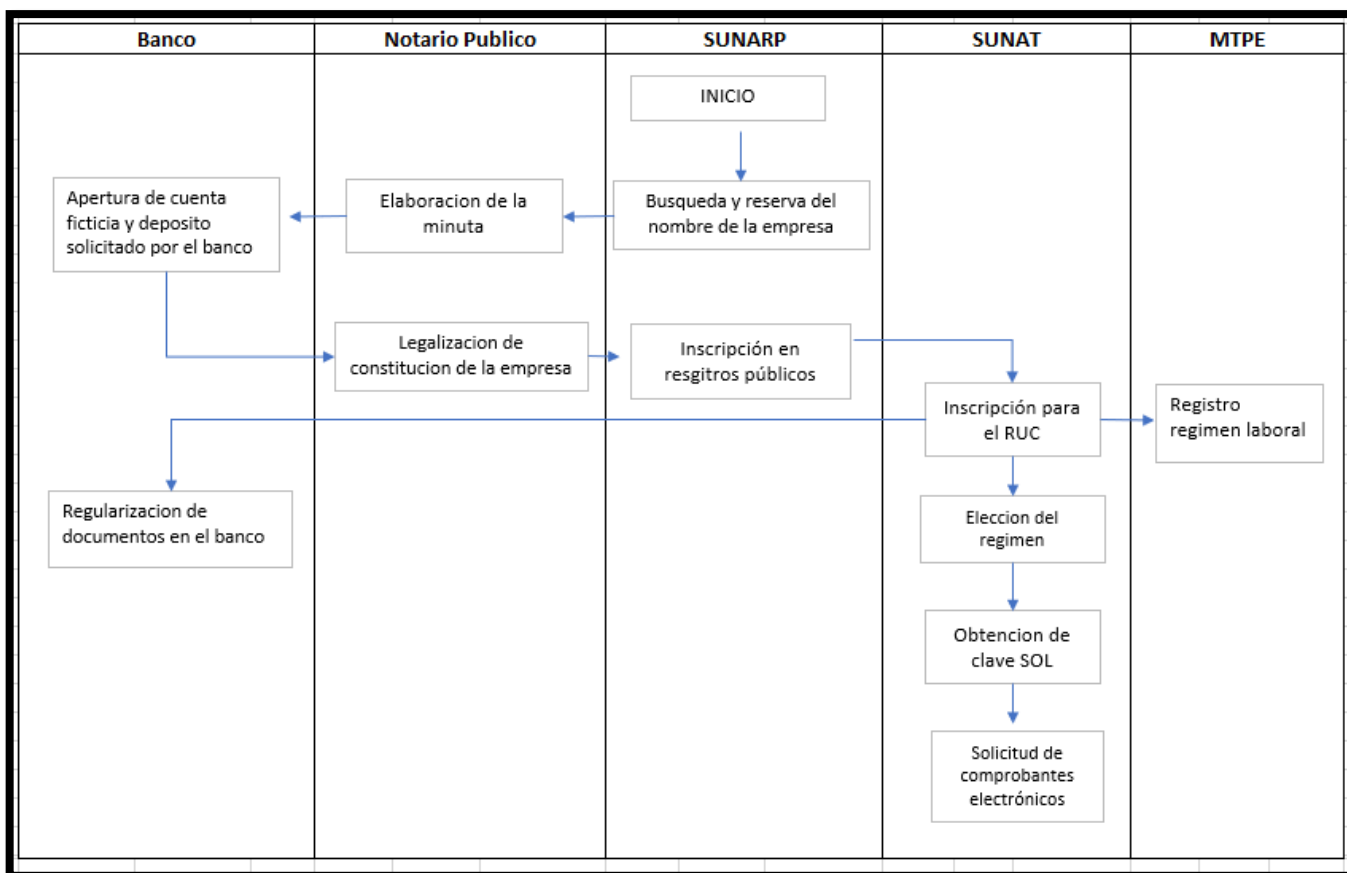 Banco
Notario Publico
SUNARP
SUNAT
MTPE
INICIO
Apertura de cuenta
ficticia y deposito
solicitado por el banco
Elaboracion de la
minuta
Busqueda y reserva del
nombre de la empresa
Legalizacion de
constitucion de la empresa
Inscripción en
resgitros públicos
Inscripción para
el RUC
Registro
regimen laboral
Regularizacion de
documentos en el banco
Eleccion del
regimen
Obtencion de
clave SOL
Solicitud de
comprobantes
electrónicos